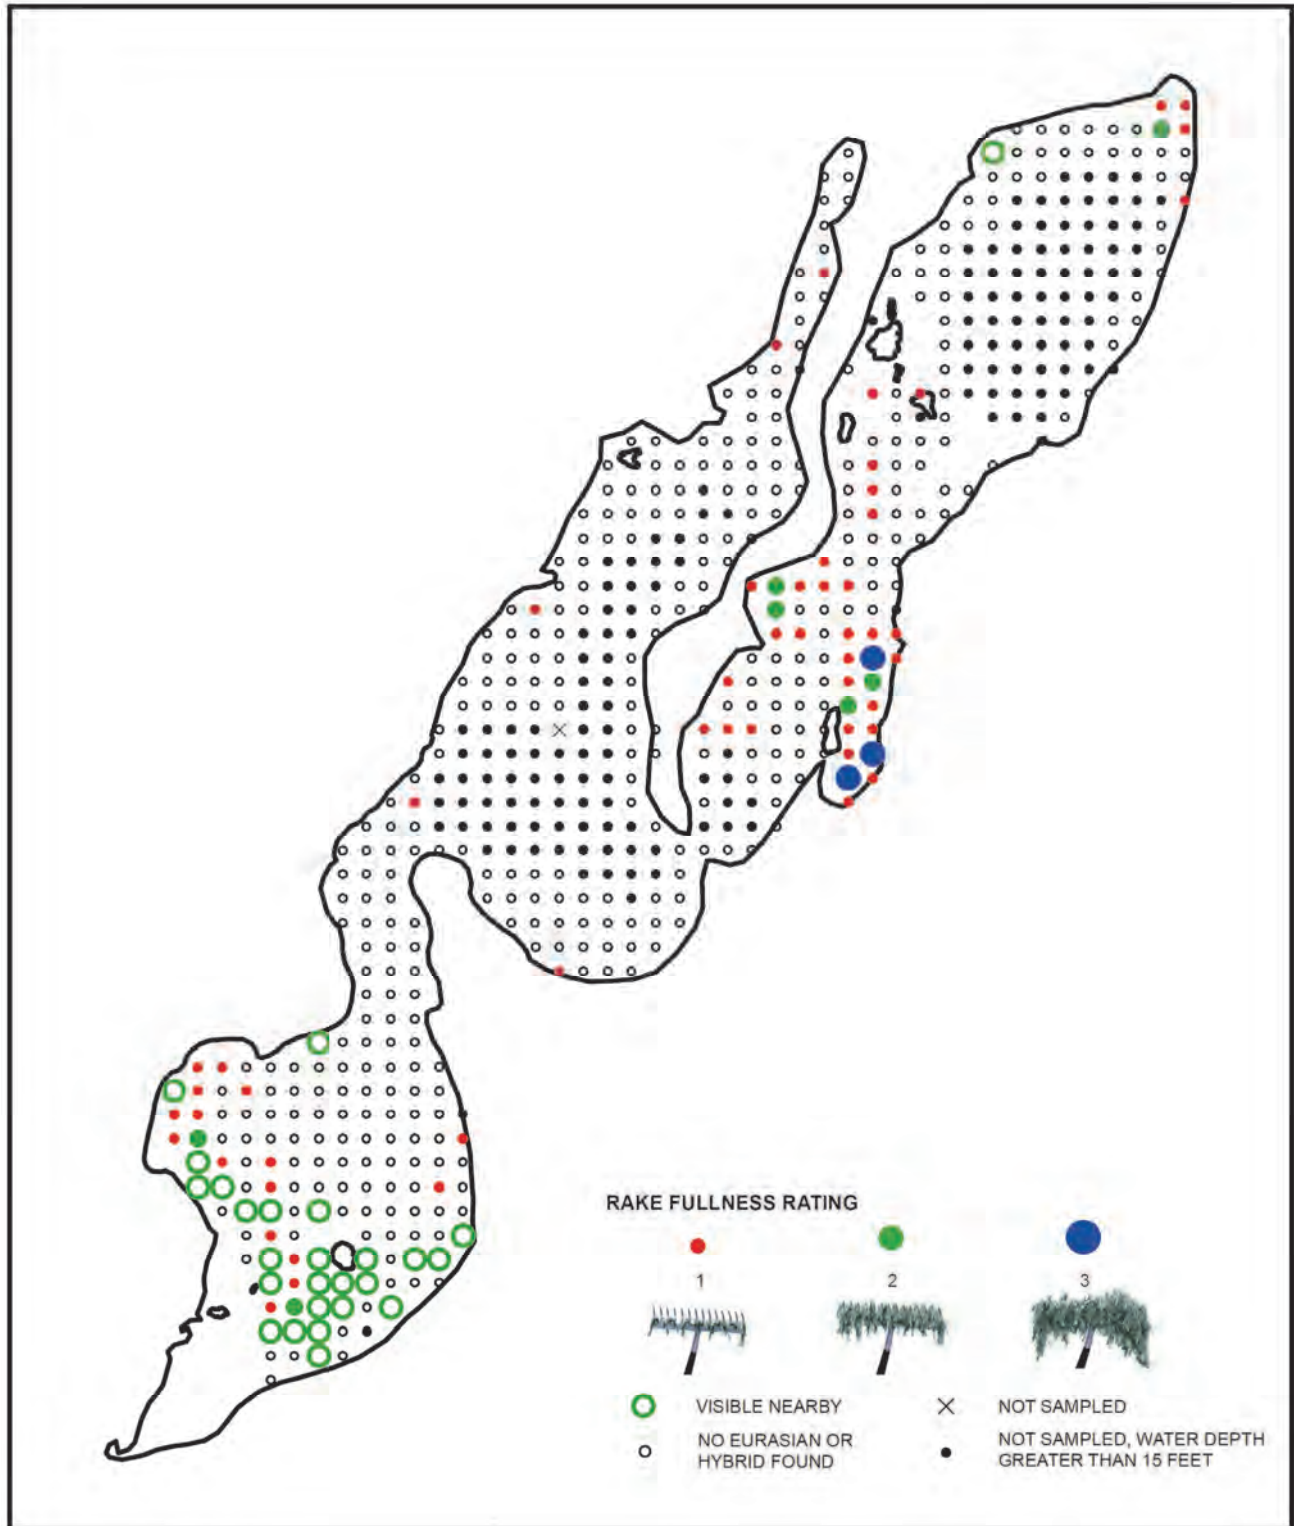 RAKE FULLNESS RATING
1 2 3
VISIBLE NEARBY
NOT SAMPLED
NO EURASIAN OR
HYBRID FOUND
NOT SAMPLED, WATER DEPTH
GREATER THAN 15 FEET